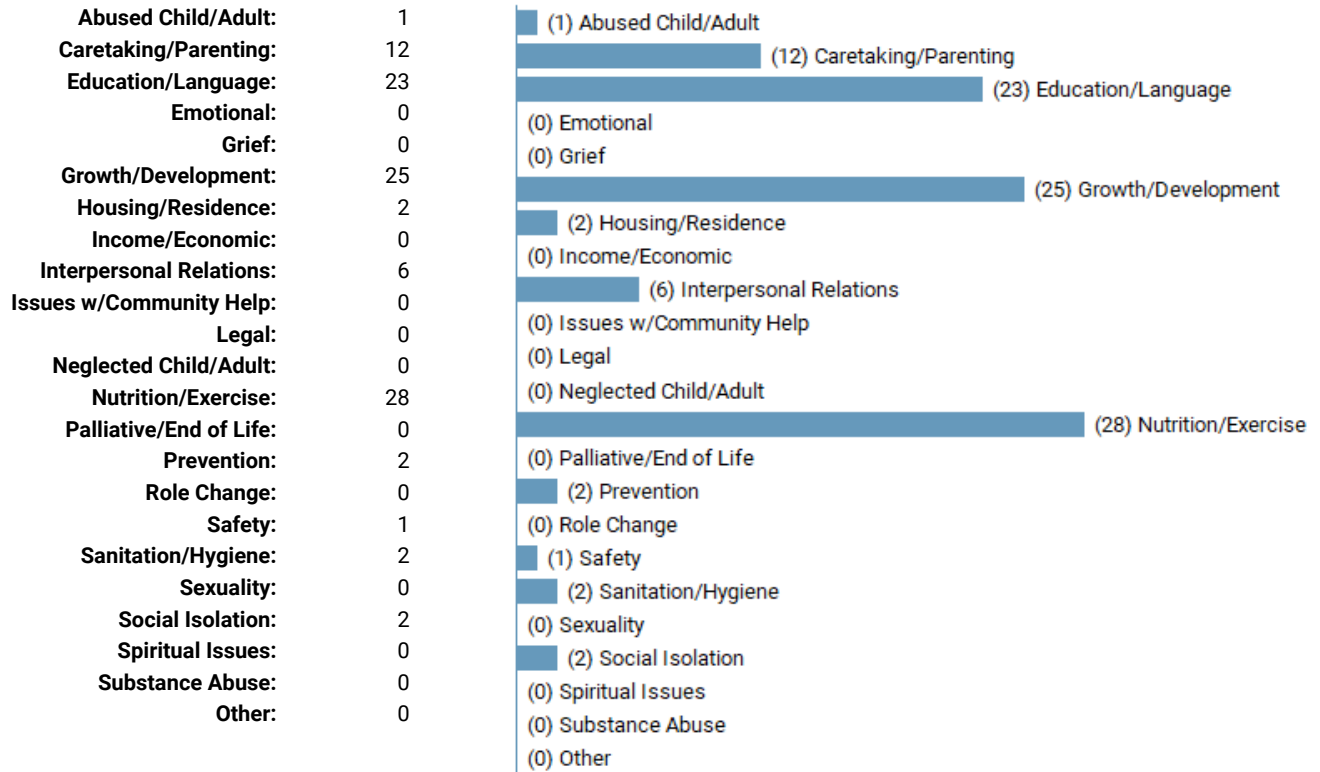 Abused Child/Adult: 1
Caretaking/Parenting: 12
Education/Language: 23
Emotional: 0
Grief: 0
Growth/Development: 25
Housing/Residence: 2
Income/Economic: 0
Interpersonal Relations: 6
Issues w/Community Help: 0
Legal: 0
Neglected Child/Adult: 0
Nutrition/Exercise: 28
Palliative/End of Life: 0
Prevention: 2
Role Change: 0
Safety: 1
Sanitation/Hygiene: 2
Sexuality: 0
Social Isolation: 2
Spiritual Issues: 0
Substance Abuse: 0
Other: 0
(1) Abused Child/Adult
(12) Caretaking/Parenting
(23) Education/Language
(0) Emotional
(0) Grief
(25) Growth/Development
(2) Housing/Residence
(0) Income/Economic
(6) Interpersonal Relations
(0) Issues w/Community Help
(0) Legal
(0) Neglected Child/Adult
(28) Nutrition/Exercise
(0) Palliative/End of Life
(2) Prevention
(0) Role Change
(1) Safety
(2) Sanitation/Hygiene
(0) Sexuality
(2) Social Isolation
(0) Spiritual Issues
(0) Substance Abuse
(0) Other